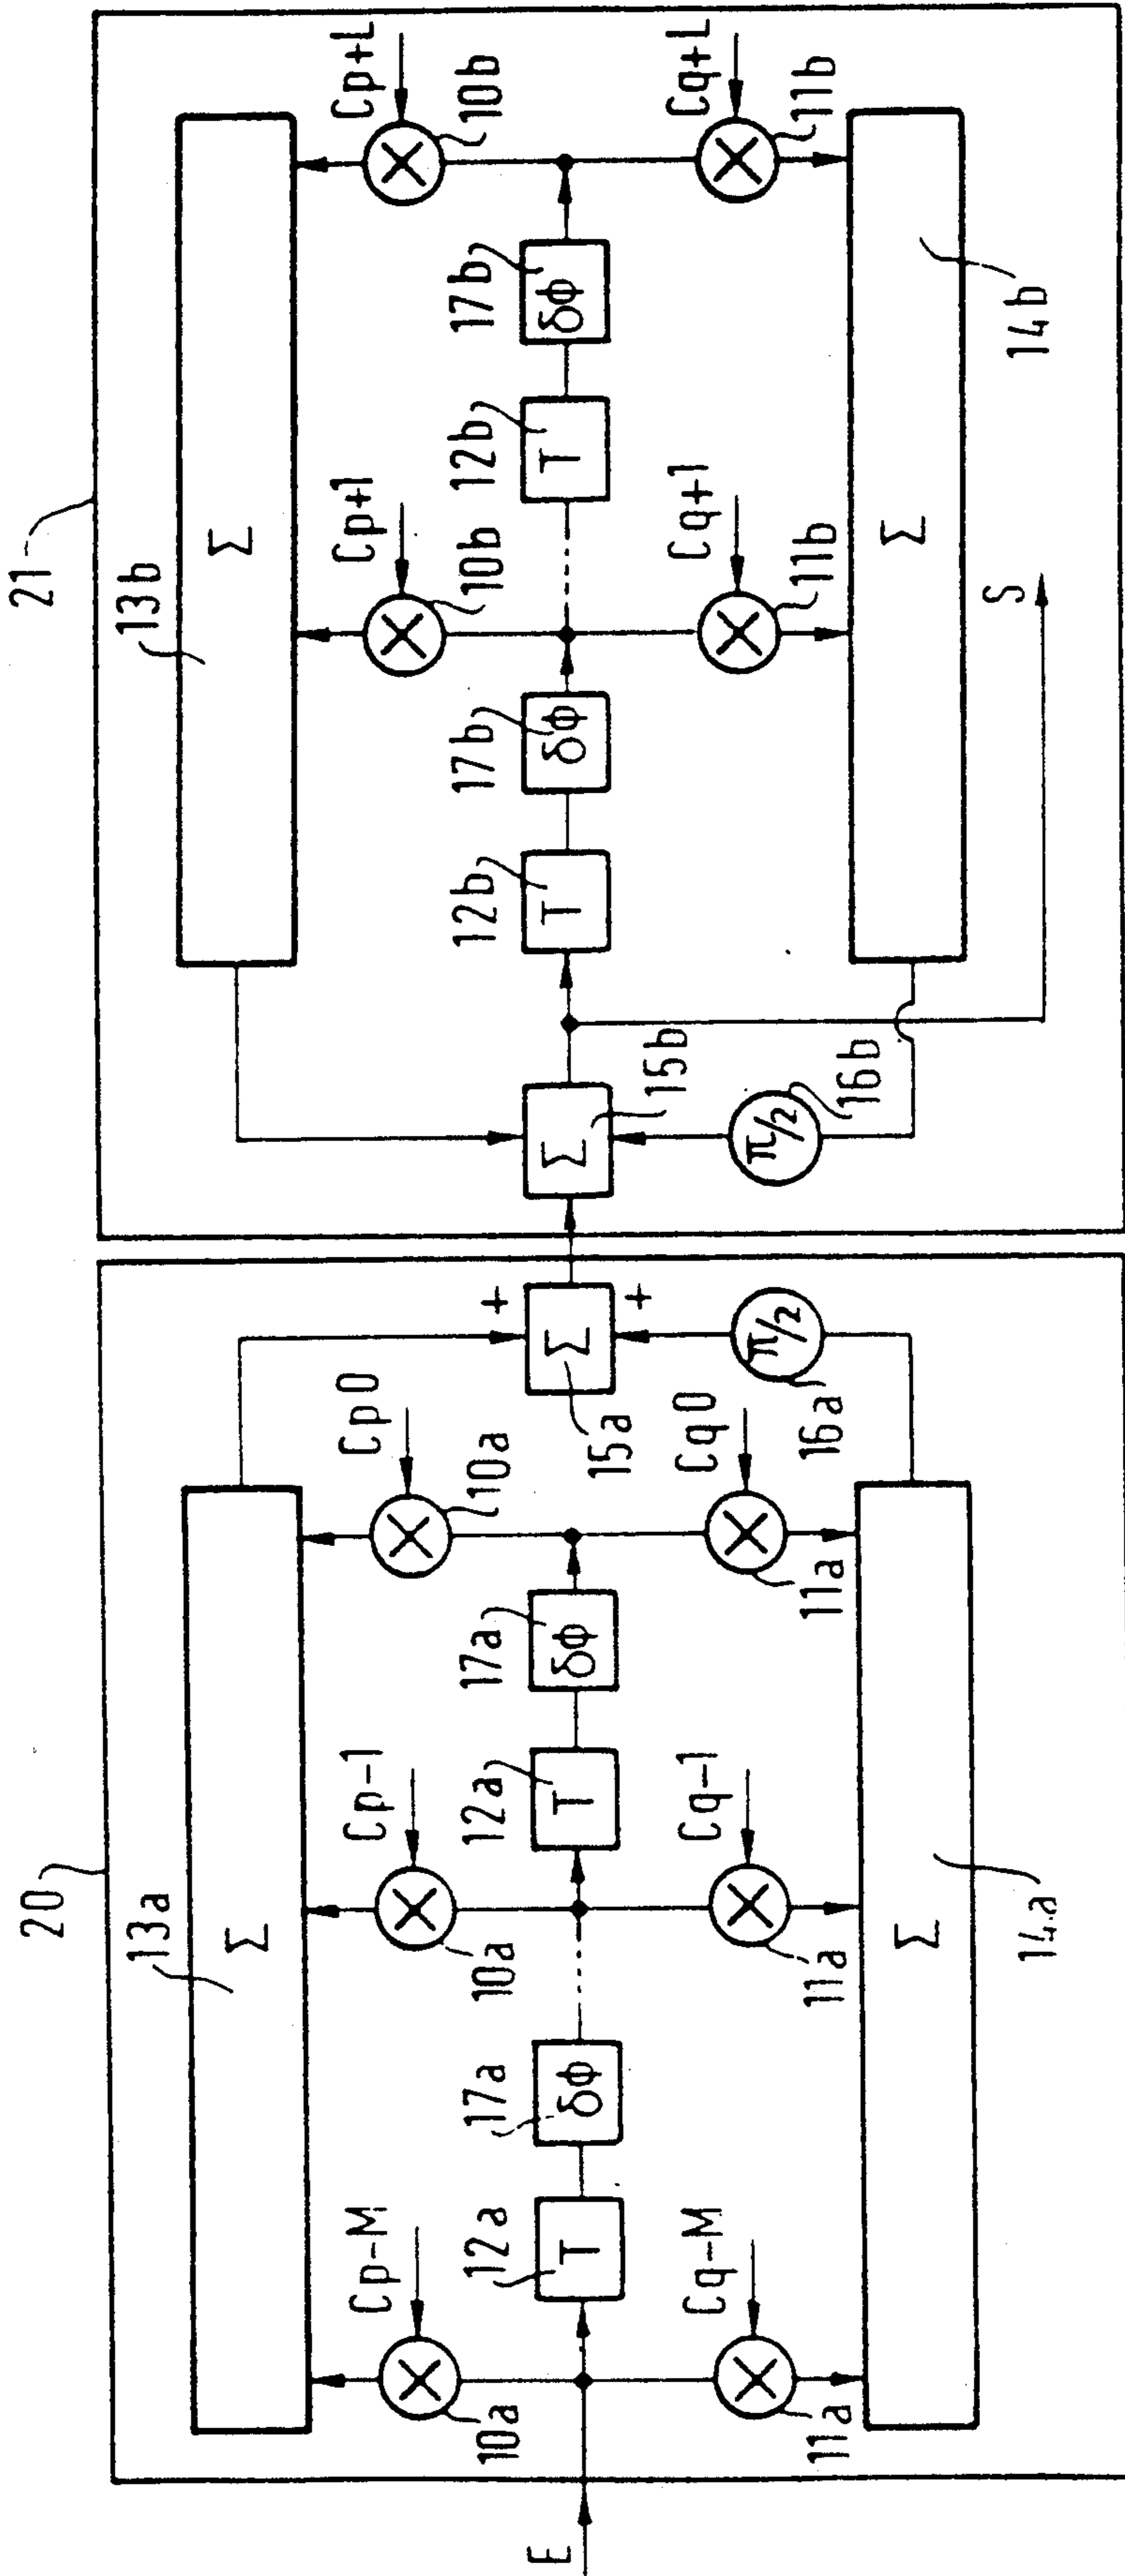 20 21
13a 13b
Σ Σ
Cp-M Cp-1 Cp0 Cp+1 Cp+L
× × × × ×
10a 10a 10a 10b 10b
12a 17a 12a 17a + 12b 17b 12b 17b
E T δφ T δφ Σ Σ T δφ T δφ
15a + 15b
Cq-M Cq-1 Cq0 Cq+1 Cq+L
× × × π/2 π/2 × ×
11a 11a 11a 16a 16b 11b 11b
Σ Σ
14a S 14b